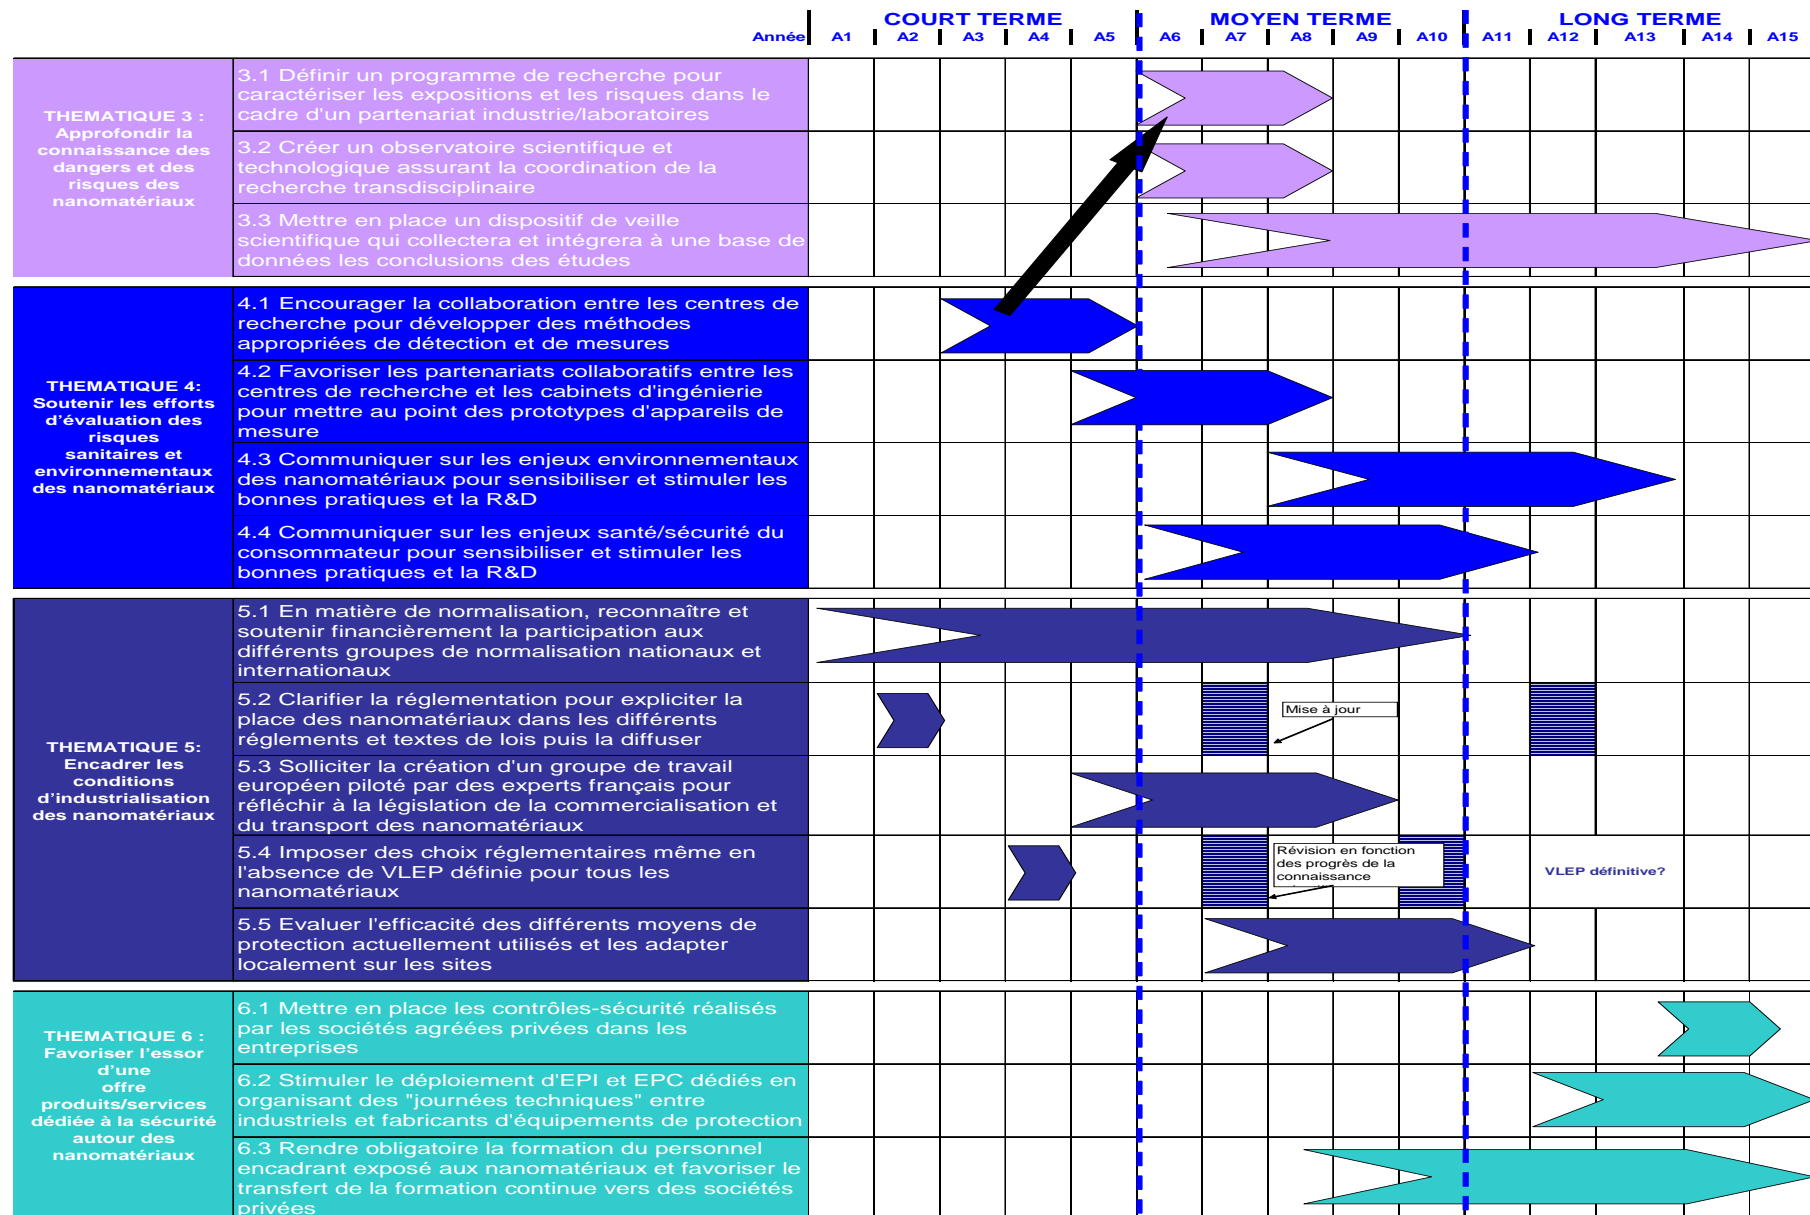 COURT TERME MOYEN TERME LONG TERME
Année A1 A2 A3 A4 A5 A6 A7 A8 A9 A10 A11 A12 A13 A14 A15
THEMATIQUE 3 :
Approfondir la
connaissance des
dangers et des
risques des
nanomatériaux
3.1 Définir un programme de recherche pour
caractériser les expositions et les risques dans le
cadre d'un partenariat industrie/laboratoires
3.2 Créer un observatoire scientifique et
technologique assurant la coordination de la
recherche transdisciplinaire
3.3 Mettre en place un dispositif de veille
scientifique qui collectera et intégrera à une base de
données les conclusions des études
THEMATIQUE 4:
Soutenir les efforts
d'évaluation des
risques
sanitaires et
environnementaux
des nanomatériaux
4.1 Encourager la collaboration entre les centres de
recherche pour développer des méthodes
appropriées de détection et de mesures
4.2 Favoriser les partenariats collaboratifs entre les
centres de recherche et les cabinets d'ingénierie
pour mettre au point des prototypes d'appareils de
mesure
4.3 Communiquer sur les enjeux environnementaux
des nanomatériaux pour sensibiliser et stimuler les
bonnes pratiques et la R&D
4.4 Communiquer sur les enjeux santé/sécurité du
consommateur pour sensibiliser et stimuler les
bonnes pratiques et la R&D
THEMATIQUE 5:
Encadrer les
conditions
d'industrialisation
des nanomatériaux
5.1 En matière de normalisation, reconnaître et
soutenir financièrement la participation aux
différents groupes de normalisation nationaux et
internationaux
5.2 Clarifier la réglementation pour expliciter la
place des nanomatériaux dans les différents
réglements et textes de lois puis la diffuser
Mise à jour
5.3 Solliciter la création d'un groupe de travail
européen piloté par des experts français pour
réfléchir à la législation de la commercialisation et
du transport des nanomatériaux
5.4 Imposer des choix réglementaires même en
l'absence de VLEP définie pour tous les
nanomatériaux
Révision en fonction
des progrès de la
connaissance
VLEP définitive?
5.5 Evaluer l'efficacité des différents moyens de
protection actuellement utilisés et les adapter
localement sur les sites
THEMATIQUE 6 :
Favoriser l'essor
d'une
offre
produits/services
dédiée à la sécurité
autour des
nanomatériaux
6.1 Mettre en place les contrôles-sécurité réalisés
par les sociétés agréées privées dans les
entreprises
6.2 Stimuler le déploiement d'EPI et EPC dédiés en
organisant des "journées techniques" entre
industriels et fabricants d'équipements de protection
6.3 Rendre obligatoire la formation du personnel
encadrant exposé aux nanomatériaux et favoriser le
transfert de la formation continue vers des sociétés
privées